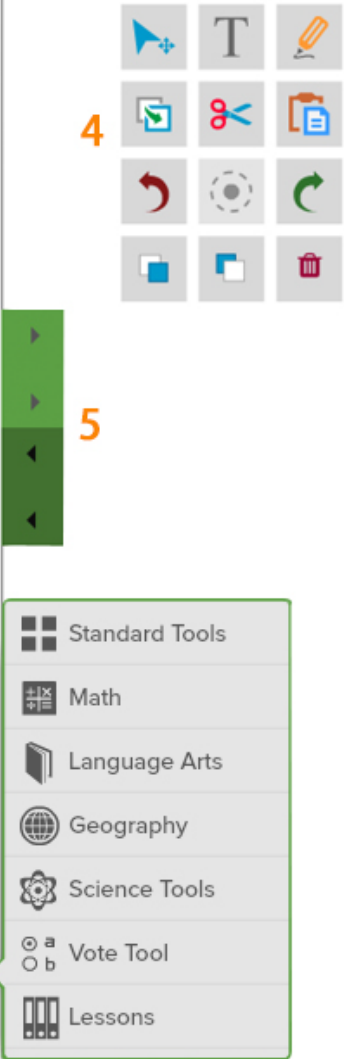 T
4
5
Standard Tools
Math
Language Arts
Geography
Science Tools
a
b
Vote Tool
Lessons